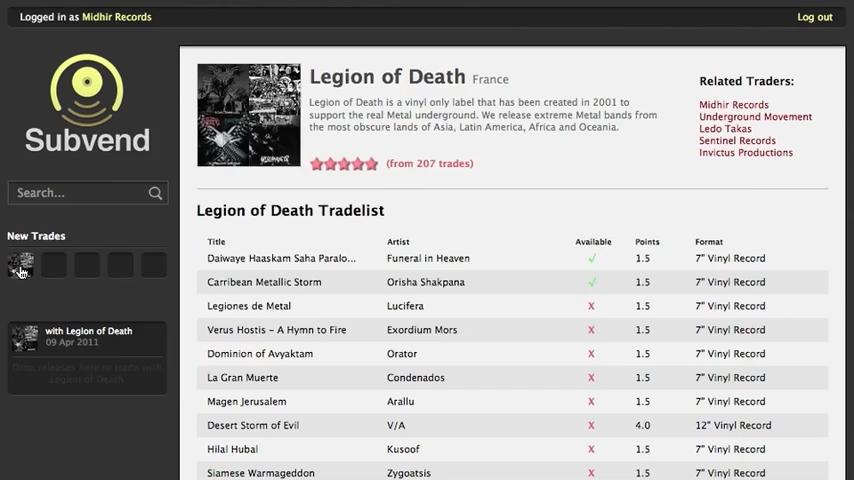 Logged in as Midhir Records
Log out
Subvend
Search...
New Trades
with Legion of Death
09 Apr 2011
Drop releases here to trade with
Legion of Death
Legion of Death France
Legion of Death is a vinyl only label that has been created in 2001 to
support the real Metal underground. We release extreme Metal bands from
the most obscure lands of Asia, Latin America, Africa and Oceania.
(from 207 trades)
Related Traders:
Midhir Records
Underground Movement
Ledo Takas
Sentinel Records
Invictus Productions
Legion of Death Tradelist
Title Artist Available Points Format
Daiwaye Haaskam Saha Paralo... Funeral in Heaven ✓ 1.5 7" Vinyl Record
Carribean Metallic Storm Orisha Shakpana ✓ 1.5 7" Vinyl Record
Legiones de Metal Lucifera X 1.5 7" Vinyl Record
Verus Hostis - A Hymn to Fire Exordium Mors X 1.5 7" Vinyl Record
Dominion of Avyaktam Orator X 1.5 7" Vinyl Record
La Gran Muerte Condenados X 1.5 7" Vinyl Record
Magen Jerusalem Arallu X 1.5 7" Vinyl Record
Desert Storm of Evil V/A X 4.0 12" Vinyl Record
Hilal Hubal Kusoof X 1.5 7" Vinyl Record
Siamese Warmageddon Zygoatsis X 1.5 7" Vinyl Record